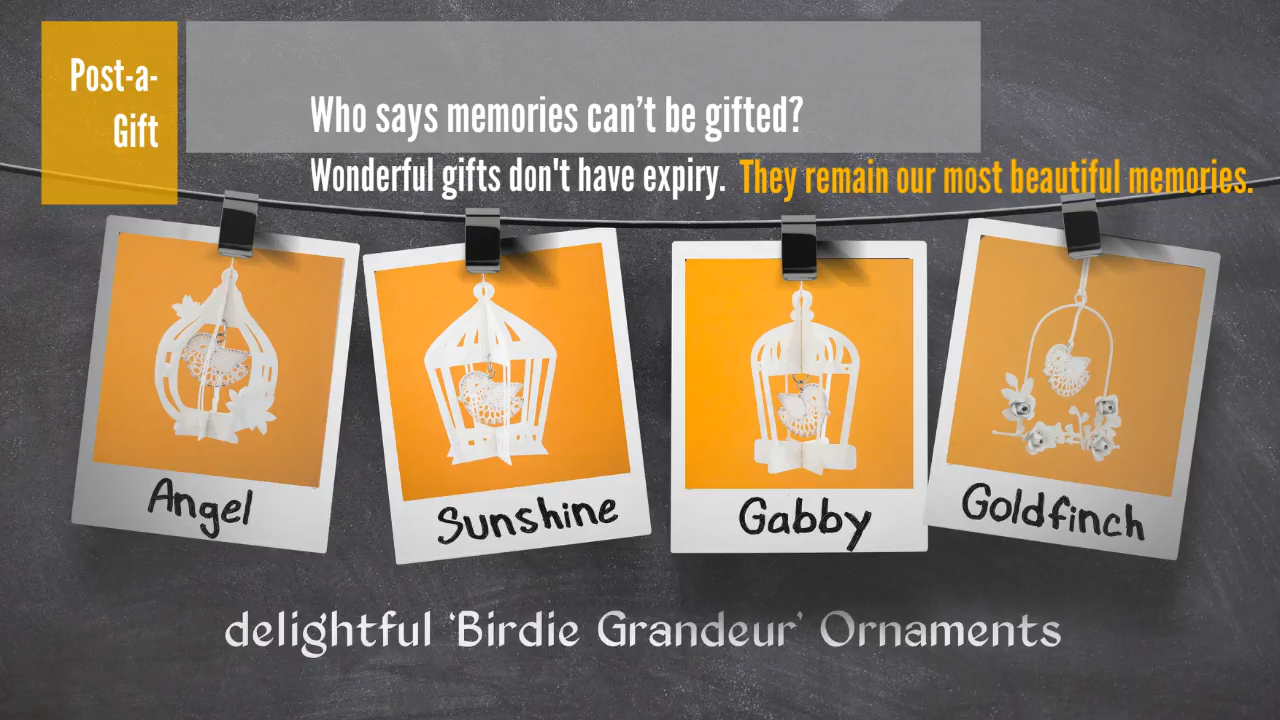 Post-a-
Gift
Who says memories can’t be gifted?
Wonderful gifts don't have expiry. They remain our most beautiful memories.
Angel
Sunshine
Gabby
Goldfinch
delightful ‘Birdie Grandeur’ Ornaments